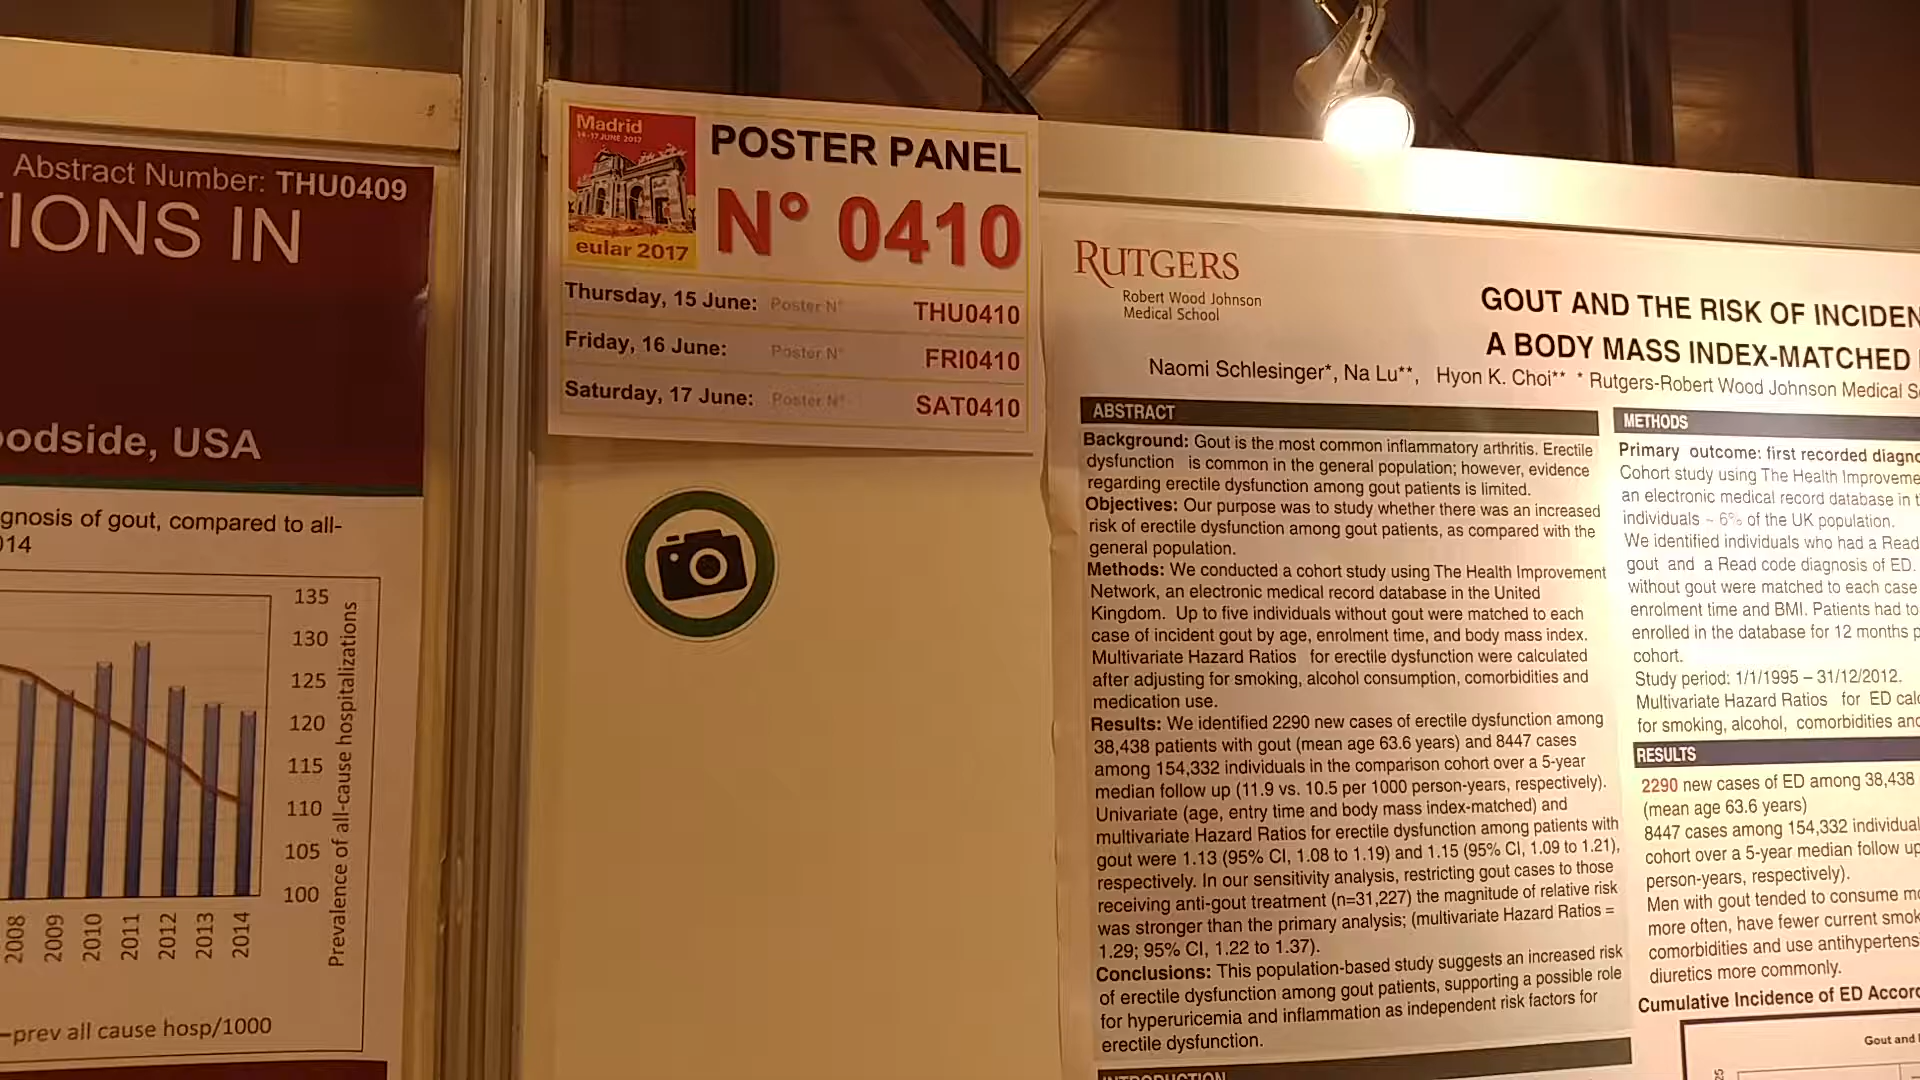 Abstract Number: THU0409
IONS IN
oodside, USA
gnosis of gout, compared to all-
014
135
130
125
120
115
110
105
100
Prevalence of all-cause hospitalizations
2008
2009
2010
2011
2012
2013
2014
prev all cause hosp/1000
Madrid
14-17 JUNE 2017
eular 2017
POSTER PANEL
N° 0410
Thursday, 15 June: Poster N° THU0410
Friday, 16 June: Poster N° FRI0410
Saturday, 17 June: Poster N° SAT0410
RUTGERS
Robert Wood Johnson
Medical School
GOUT AND THE RISK OF INCIDEN
A BODY MASS INDEX-MATCHED
Naomi Schlesinger*, Na Lu**, Hyon K. Choi** * Rutgers-Robert Wood Johnson Medical S
ABSTRACT
Background: Gout is the most common inflammatory arthritis. Erectile
dysfunction is common in the general population; however, evidence
regarding erectile dysfunction among gout patients is limited.
Objectives: Our purpose was to study whether there was an increased
risk of erectile dysfunction among gout patients, as compared with the
general population.
Methods: We conducted a cohort study using The Health Improvement
Network, an electronic medical record database in the United
Kingdom. Up to five individuals without gout were matched to each
case of incident gout by age, enrolment time, and body mass index.
Multivariate Hazard Ratios for erectile dysfunction were calculated
after adjusting for smoking, alcohol consumption, comorbidities and
medication use.
Results: We identified 2290 new cases of erectile dysfunction among
38,438 patients with gout (mean age 63.6 years) and 8447 cases
among 154,332 individuals in the comparison cohort over a 5-year
median follow up (11.9 vs. 10.5 per 1000 person-years, respectively).
Univariate (age, entry time and body mass index-matched) and
multivariate Hazard Ratios for erectile dysfunction among patients with
gout were 1.13 (95% CI, 1.08 to 1.19) and 1.15 (95% CI, 1.09 to 1.21),
respectively. In our sensitivity analysis, restricting gout cases to those
receiving anti-gout treatment (n=31,227) the magnitude of relative risk
was stronger than the primary analysis; (multivariate Hazard Ratios =
1.29; 95% CI, 1.22 to 1.37).
Conclusions: This population-based study suggests an increased risk
of erectile dysfunction among gout patients, supporting a possible role
for hyperuricemia and inflammation as independent risk factors for
erectile dysfunction.
INTRODUCTION
METHODS
Primary outcome: first recorded diagno
Cohort study using The Health Improveme
an electronic medical record database in t
individuals ~ 6% of the UK population.
We identified individuals who had a Read
gout and a Read code diagnosis of ED.
without gout were matched to each case
enrolment time and BMI. Patients had to
enrolled in the database for 12 months p
cohort.
Study period: 1/1/1995 – 31/12/2012.
Multivariate Hazard Ratios for ED calc
for smoking, alcohol, comorbidities and
RESULTS
2290 new cases of ED among 38,438
(mean age 63.6 years)
8447 cases among 154,332 individual
cohort over a 5-year median follow up
person-years, respectively).
Men with gout tended to consume mo
more often, have fewer current smok
comorbidities and use antihypertens
diuretics more commonly.
Cumulative Incidence of ED Accord
Gout and
25